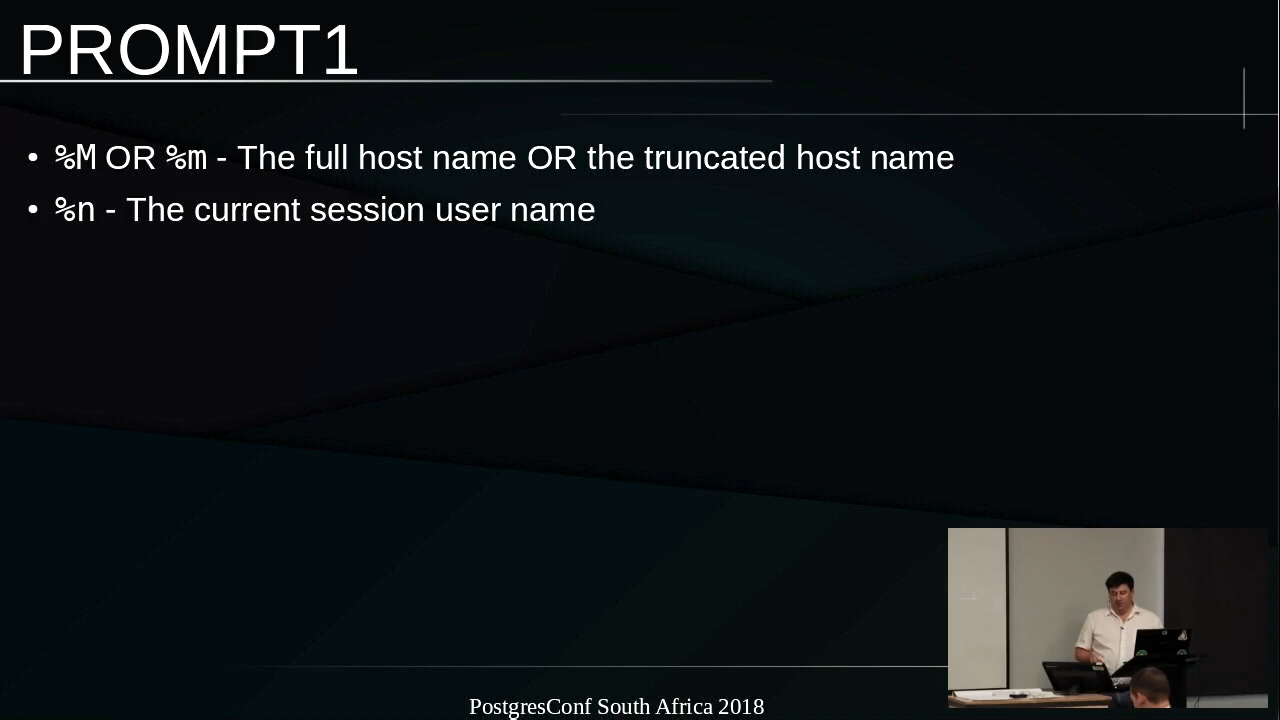 PROMPT1
• %M OR %m - The full host name OR the truncated host name
• %n - The current session user name
PostgresConf South Africa 2018